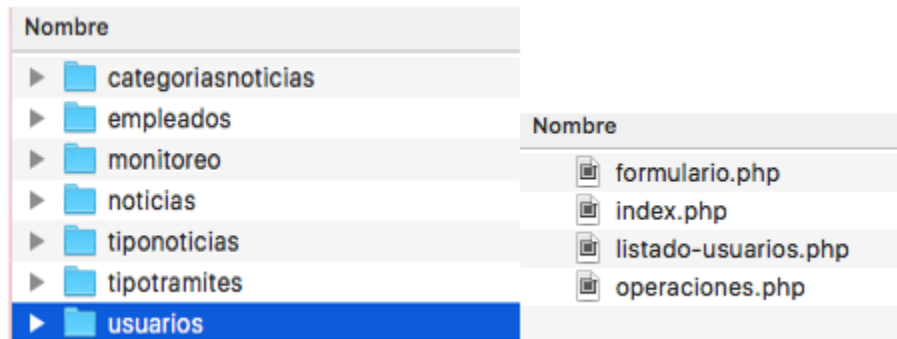 Nombre
categoriasnoticias
empleados
monitoreo
noticias
tiponoticias
tipotramites
usuarios
Nombre
formulario.php
index.php
listado-usuarios.php
operaciones.php